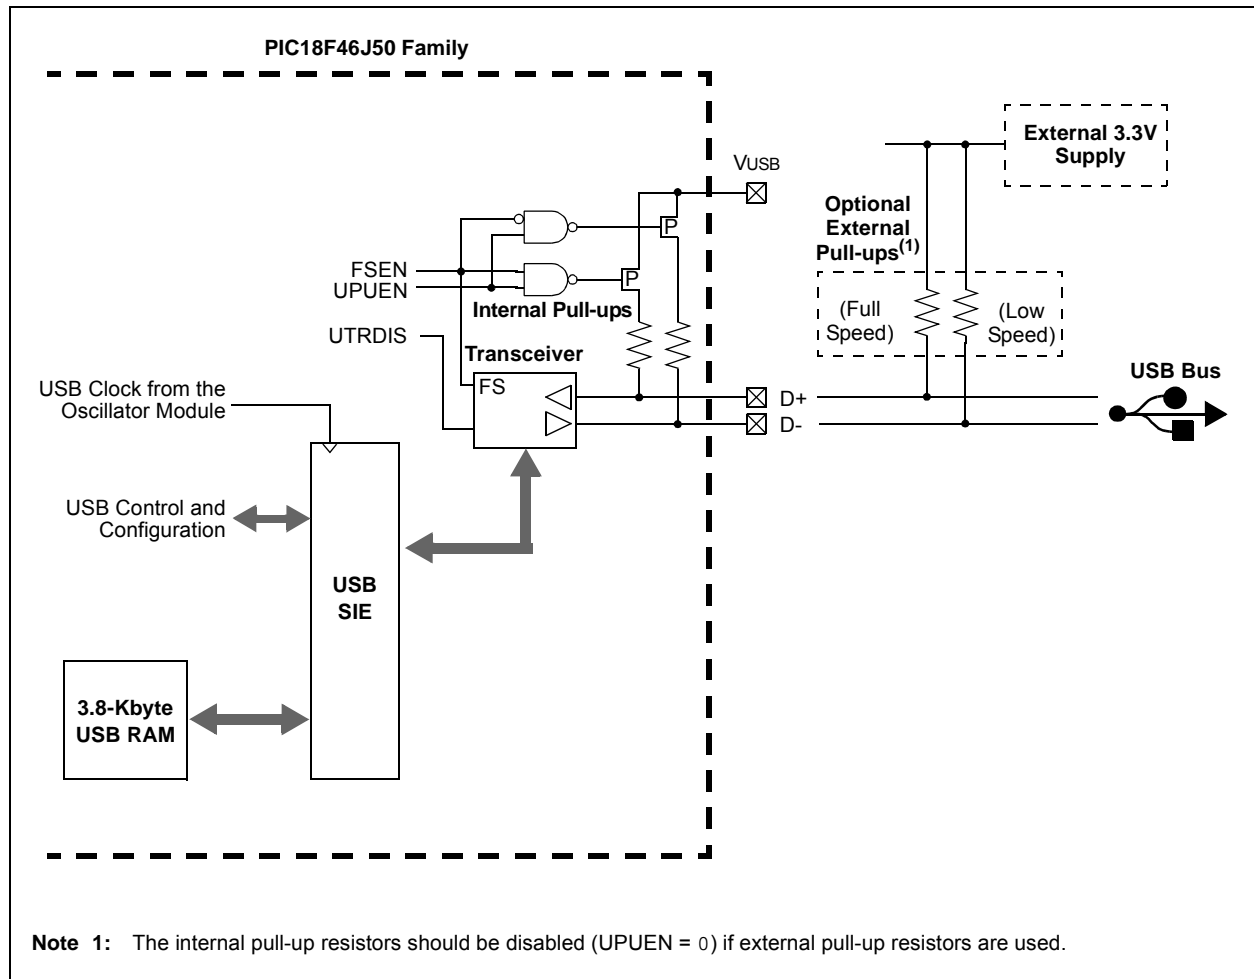 PIC18F46J50 Family
External 3.3V
Supply
VUSB
Optional
External
Pull-ups(1)
P
P
FSEN
UPUEN
Internal Pull-ups
(Full
Speed)
(Low
Speed)
UTRDIS
Transceiver
FS
USB Clock from the
Oscillator Module
D+
D-
USB Bus
USB Control and
Configuration
USB
SIE
3.8-Kbyte
USB RAM
Note 1: The internal pull-up resistors should be disabled (UPUEN = 0) if external pull-up resistors are used.